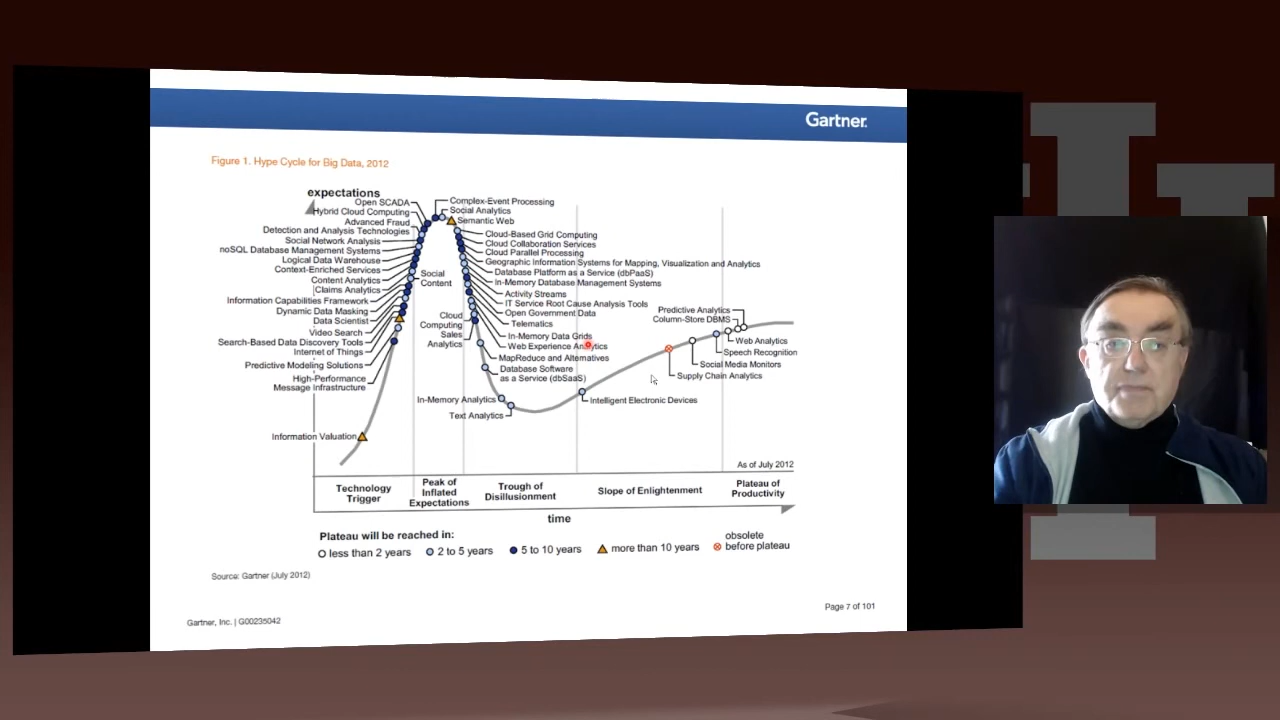 Gartner.
Figure 1. Hype Cycle for Big Data, 2012
expectations
Open SCADA
Hybrid Cloud Computing
Advanced Fraud
Detection and Analysis Technologies
Social Network Analysis
noSQL Database Management Systems
Logical Data Warehouse
Context-Enriched Services
Content Analytics
Claims Analytics
Information Capabilities Framework
Dynamic Data Masking
Data Scientist
Video Search
Search-Based Data Discovery Tools
Internet of Things
Predictive Modeling Solutions
High-Performance
Message Infrastructure
Information Valuation
Complex-Event Processing
Social Analytics
Semantic Web
Cloud-Based Grid Computing
Cloud Collaboration Services
Cloud Parallel Processing
Geographic Information Systems for Mapping, Visualization and Analytics
Database Platform as a Service (dbPaaS)
In-Memory Database Management Systems
Activity Streams
IT Service Root Cause Analysis Tools
Open Government Data
Telematics
In-Memory Data Grids
Web Experience Analytics
MapReduce and Alternatives
Database Software
as a Service (dbSaaS)
Social
Content
Cloud
Computing
Sales
Analytics
In-Memory Analytics
Text Analytics
Intelligent Electronic Devices
Predictive Analytics
Column-Store DBMS
Web Analytics
Speech Recognition
Social Media Monitors
Supply Chain Analytics
As of July 2012
Technology
Trigger
Peak of
Inflated
Expectations
Trough of
Disillusionment
Slope of Enlightenment
Plateau of
Productivity
time
Plateau will be reached in:
less than 2 years
2 to 5 years
5 to 10 years
more than 10 years
obsolete
before plateau
Source: Gartner (July 2012)
Gartner, Inc. | G00235042
Page 7 of 101